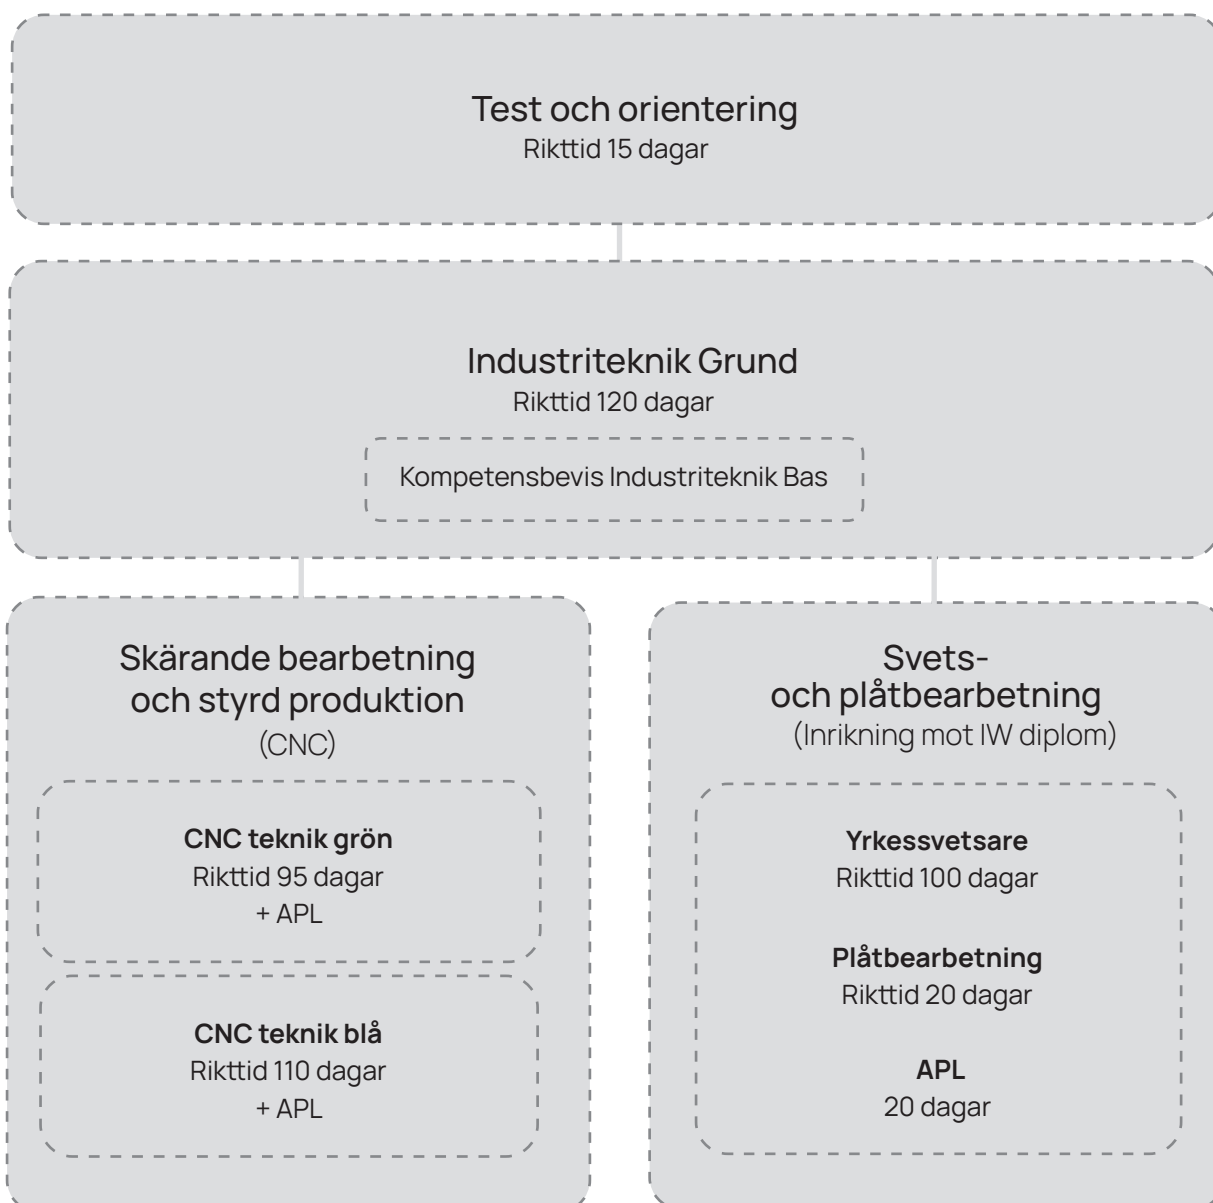 Test och orientering
Rikttid 15 dagar
Industriteknik Grund
Rikttid 120 dagar
Kompetensbevis Industriteknik Bas
Skärande bearbetning
och styrd produktion
(CNC)
CNC teknik grön
Rikttid 95 dagar
+ APL
CNC teknik blå
Rikttid 110 dagar
+ APL
Svets-
och plåtbearbetning
(Inrikning mot IW diplom)
Yrkessvetsare
Rikttid 100 dagar
Plåtbearbetning
Rikttid 20 dagar
APL
20 dagar